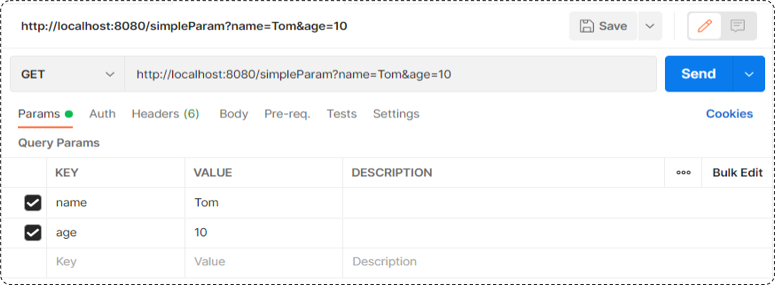 http://localhost:8080/simpleParam?name=Tom&age=10 Save
GET http://localhost:8080/simpleParam?name=Tom&age=10 Send
Params Auth Headers (6) Body Pre-req. Tests Settings Cookies
Query Params
KEY VALUE DESCRIPTION ooo Bulk Edit
name Tom
age 10
Key Value Description